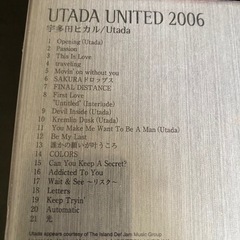 UTADA UNITED 2006
宇多田ヒカル/Utada
1 Opening (Utada)
2 Passion
3 This Is Love
4 traveling
5 Movin' on without you
6 SAKURAドロップス
7 FINAL DISTANCE
8 First Love
"Untitled" (Interlude)
9 Devil Inside (Utada)
10 Kremlin Dusk (Utada)
11 You Make Me Want To Be A Man (Utada)
12 Be My Last
13 誰かの願いが叶うころ
14 COLORS
15 Can You Keep A Secret?
16 Addicted To You
17 Wait & See ～リスク～
18 Letters
19 Keep Tryin'
20 Automatic
21 光
Utada appears courtesy of The Island Def Jam Music Group